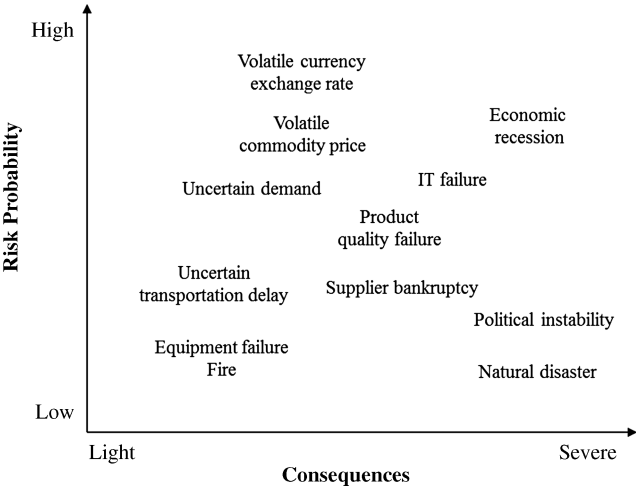 High
Volatile currency
exchange rate
Economic
recession
Volatile
commodity price
IT failure
Uncertain demand
Product
quality failure
Risk Probability
Uncertain
transportation delay
Supplier bankruptcy
Political instability
Equipment failure
Fire
Natural disaster
Low
Light
Severe
Consequences